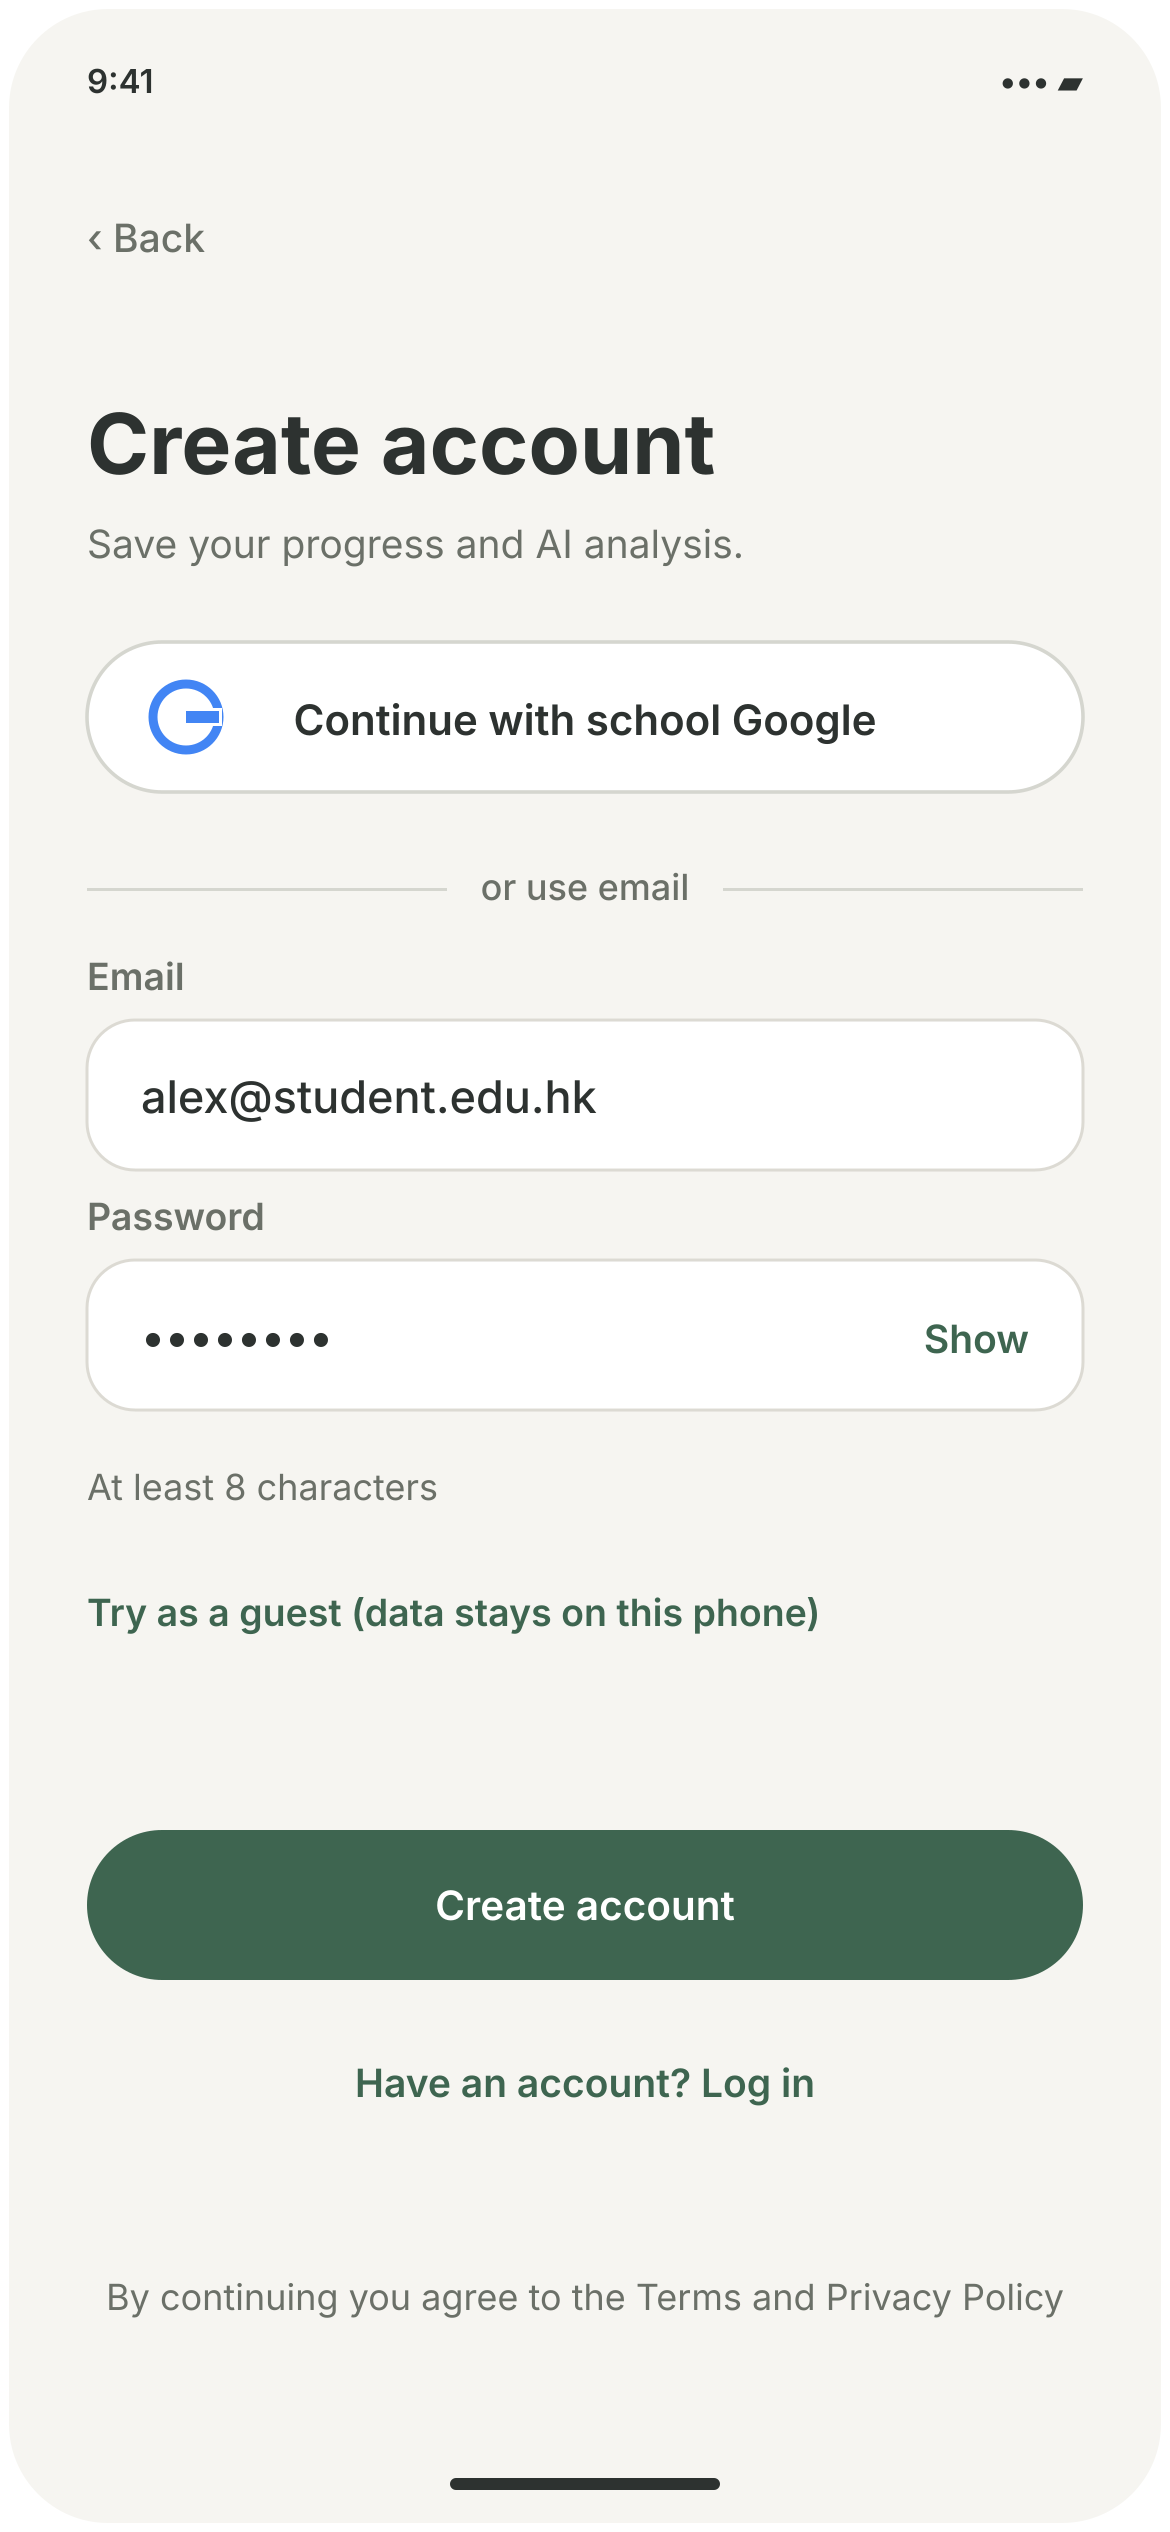 9:41
‹ Back
Create account
Save your progress and AI analysis.
Continue with school Google
or use email
Email
alex@student.edu.hk
Password
••••••••
Show
At least 8 characters
Try as a guest (data stays on this phone)
Create account
Have an account? Log in
By continuing you agree to the Terms and Privacy Policy